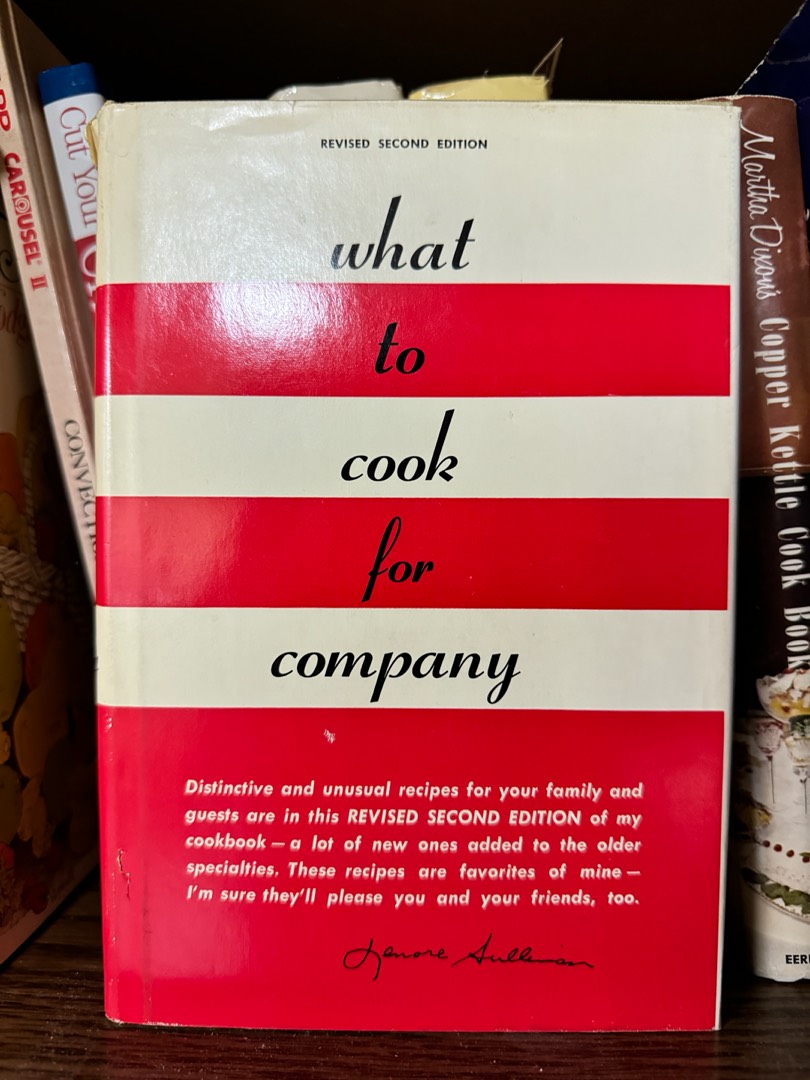 REVISED SECOND EDITION
what
to
cook
for
company
Distinctive and unusual recipes for your family and
guests are in this REVISED SECOND EDITION of my
cookbook — a lot of new ones added to the older
specialties. These recipes are favorites of mine —
I'm sure they'll please you and your friends, too.
Lenore Sullivan
CAROUSEL II
Cut Your
Martha Dixon's Copper Kettle Cook Book